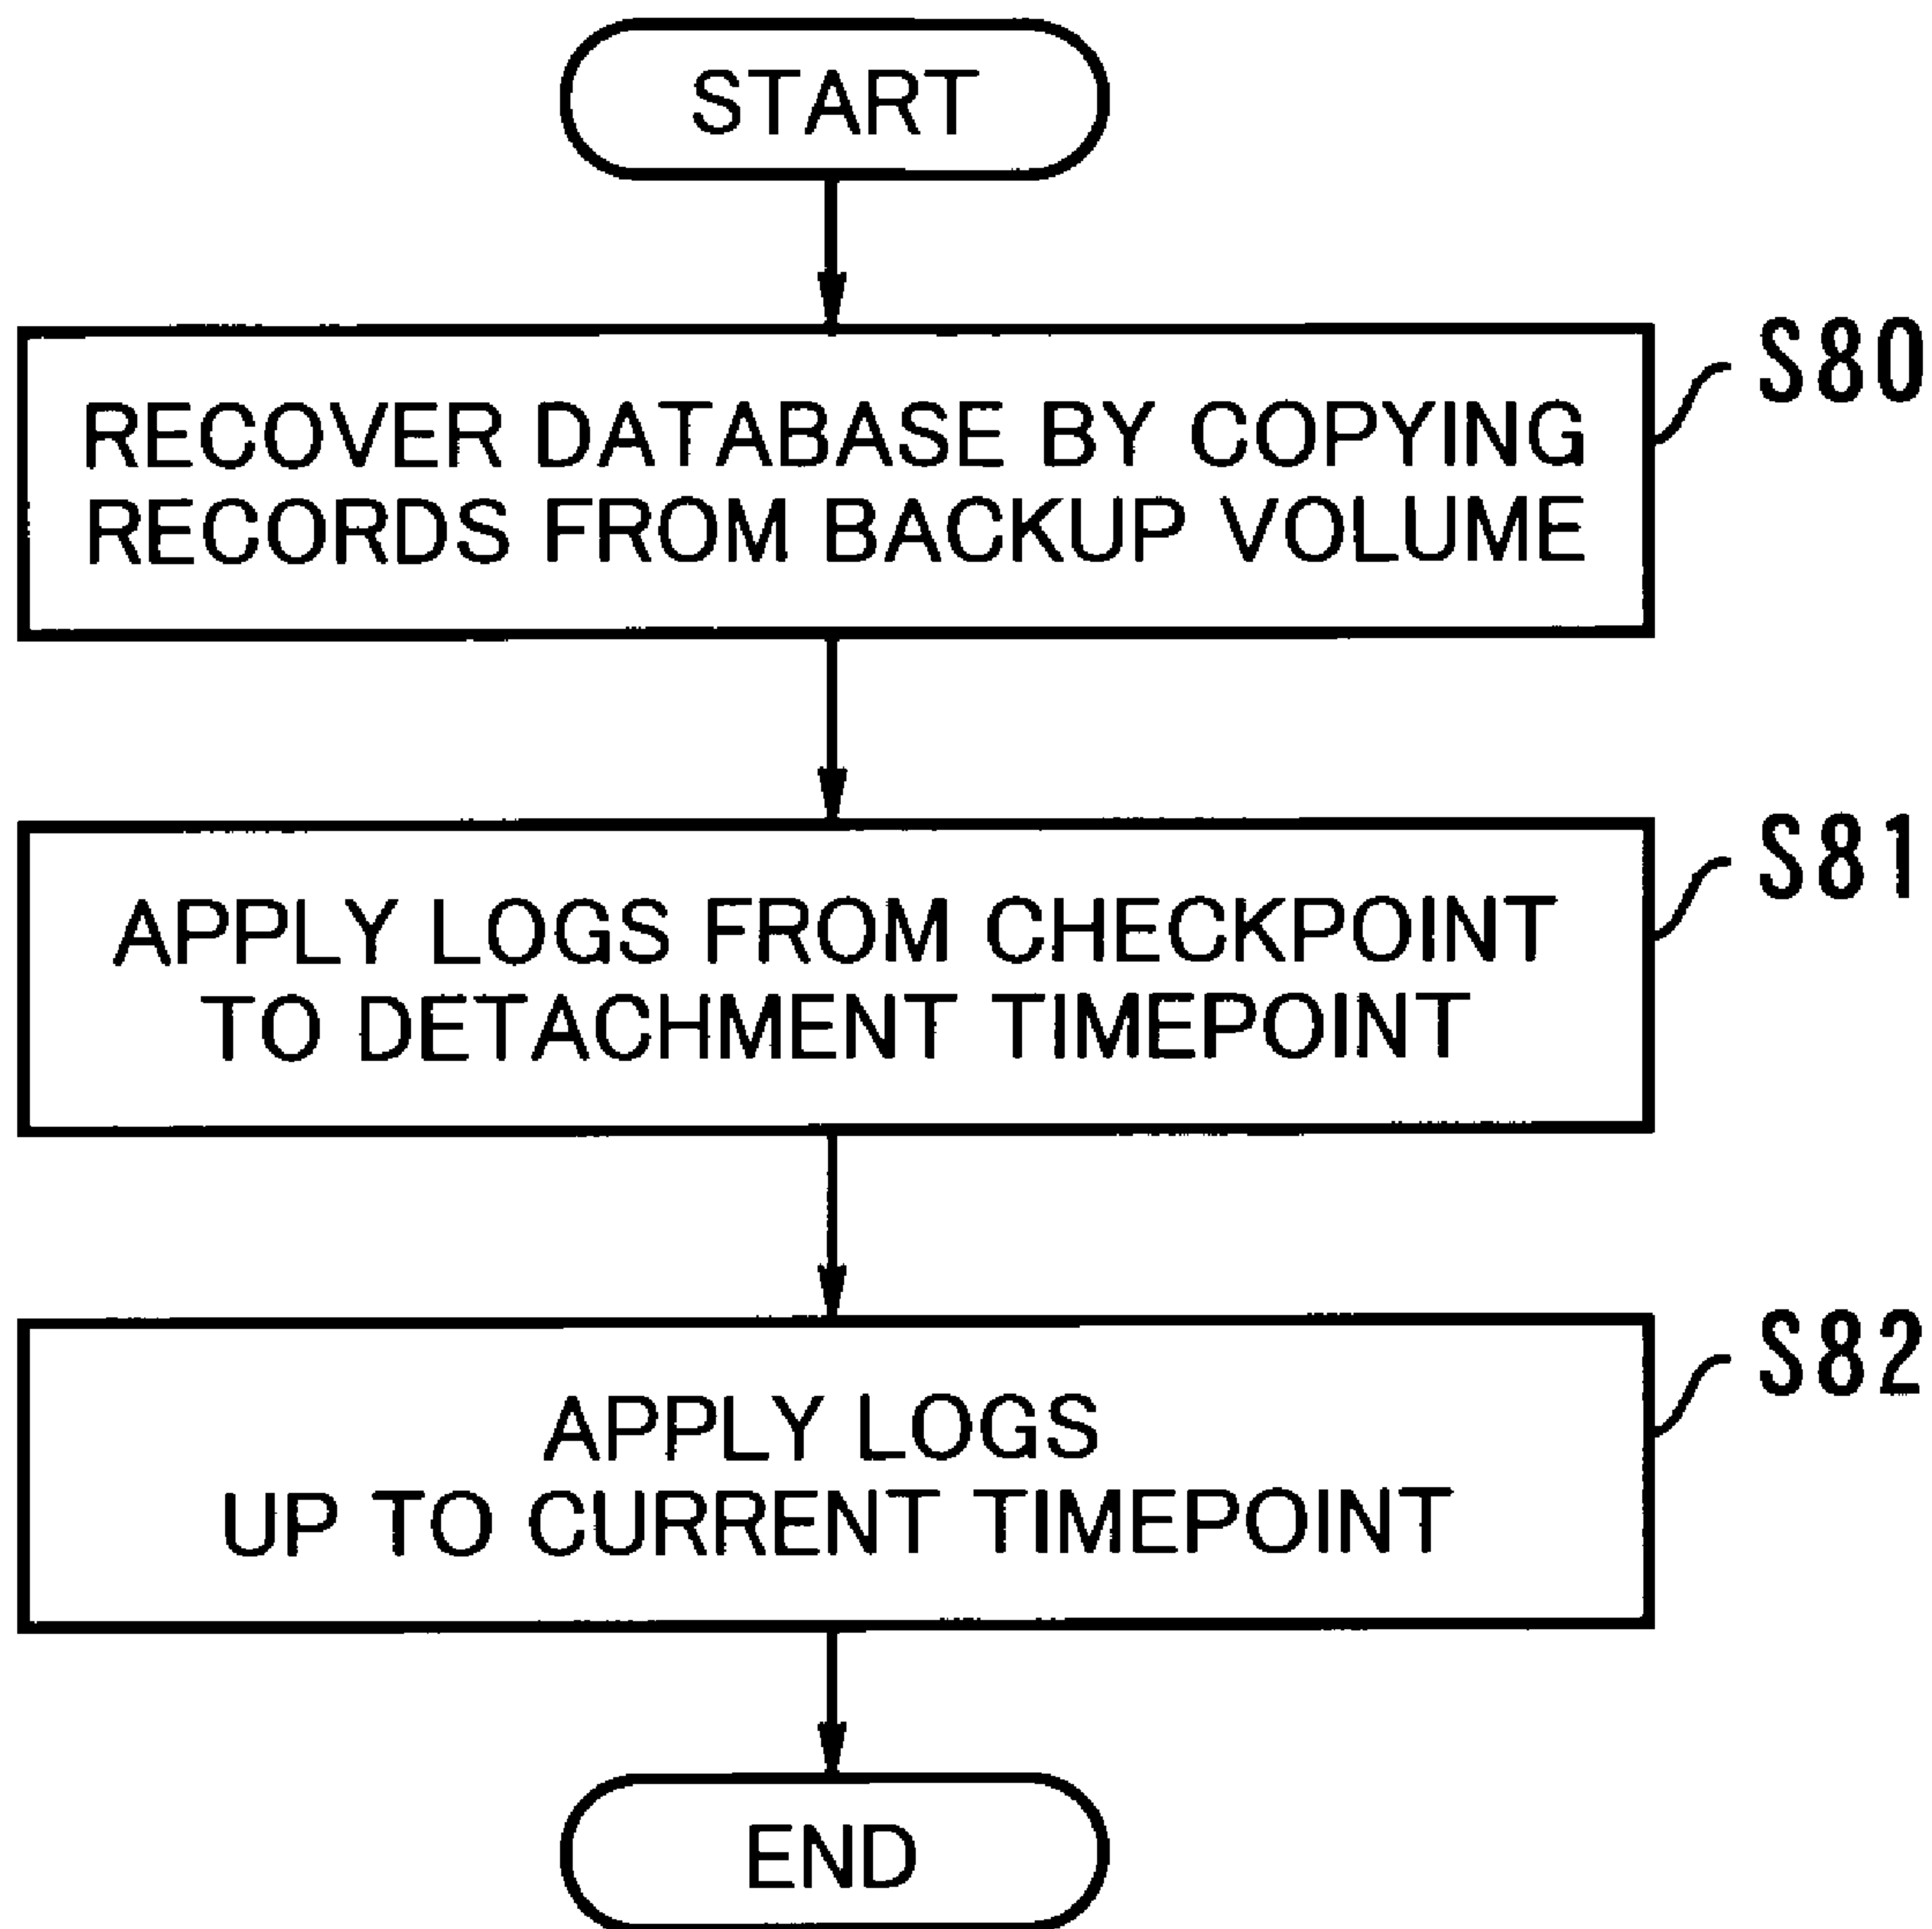 START
S80
RECOVER DATABASE BY COPYING
RECORDS FROM BACKUP VOLUME
S81
APPLY LOGS FROM CHECKPOINT
TO DETACHMENT TIMEPOINT
S82
APPLY LOGS
UP TO CURRENT TIMEPOINT
END